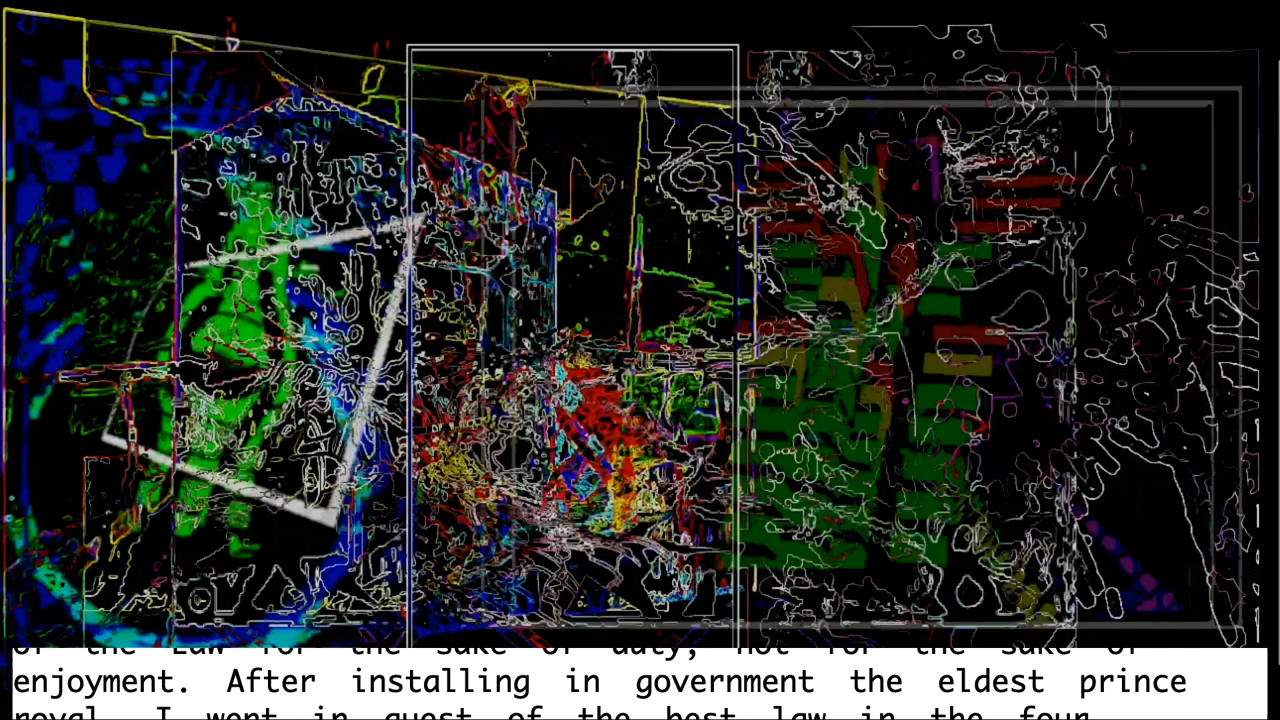 of the Law for the sake of duty, not for the sake of
enjoyment. After installing in government the eldest prince
royal, I went in quest of the best law in the four